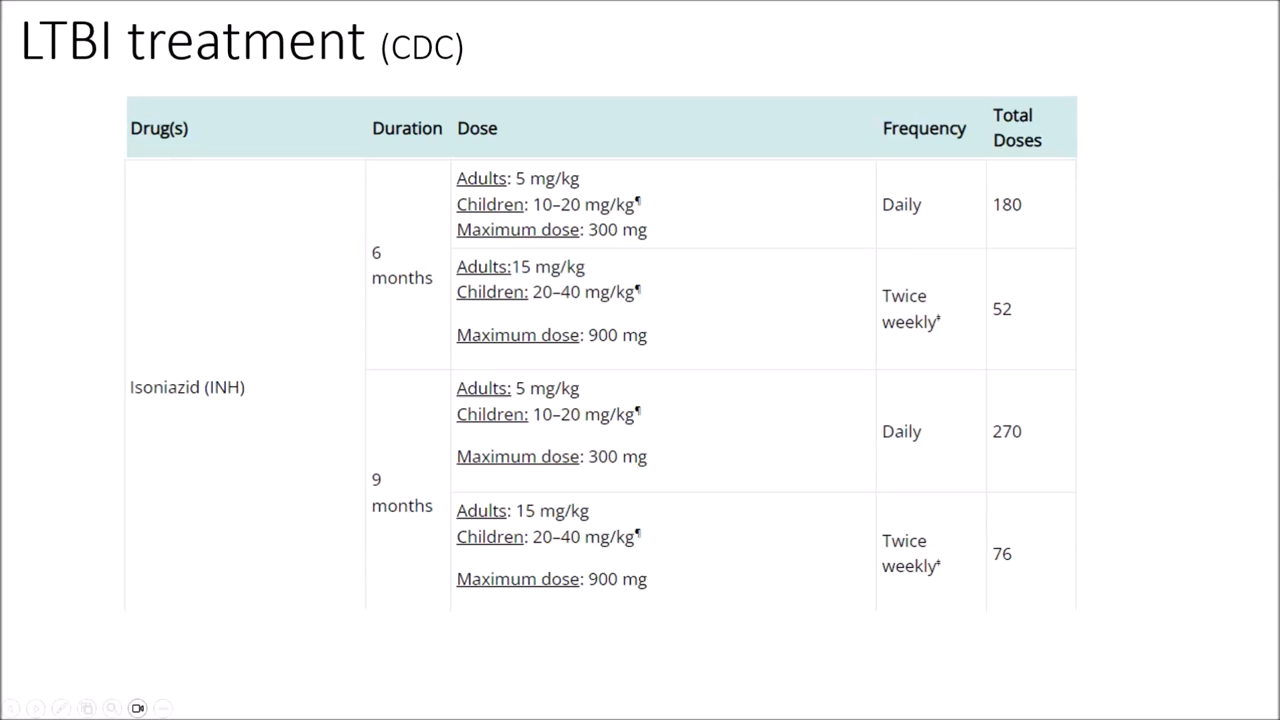 LTBI treatment (CDC)
Drug(s) Duration Dose Frequency Total Doses
Isoniazid (INH)
6 months
Adults: 5 mg/kg
Children: 10–20 mg/kg¶
Maximum dose: 300 mg
Daily
180
Adults:15 mg/kg
Children: 20–40 mg/kg¶
Maximum dose: 900 mg
Twice weekly‡
52
9 months
Adults: 5 mg/kg
Children: 10–20 mg/kg¶
Maximum dose: 300 mg
Daily
270
Adults: 15 mg/kg
Children: 20–40 mg/kg¶
Maximum dose: 900 mg
Twice weekly‡
76